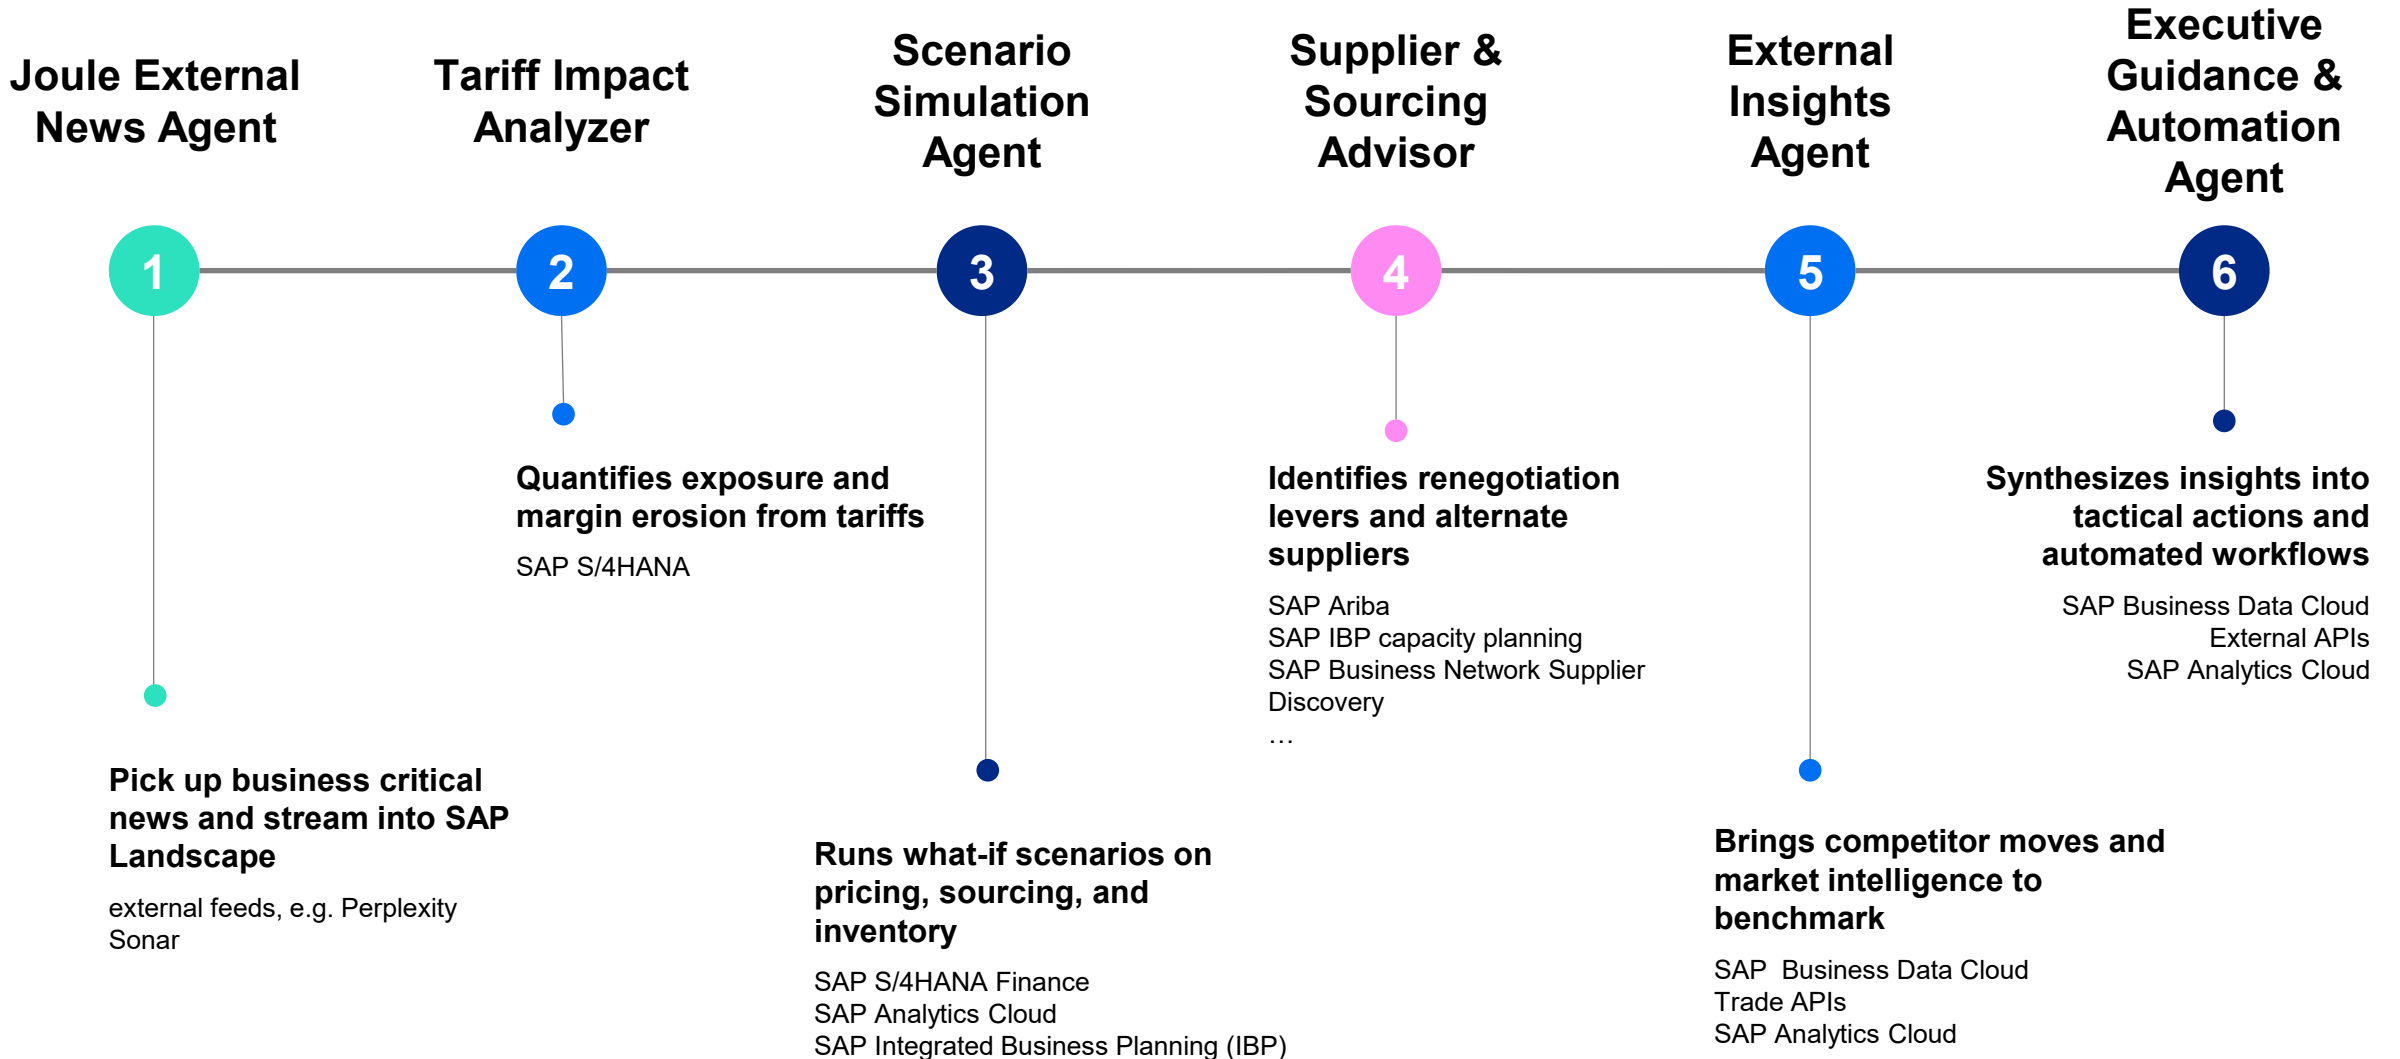 Joule External
News Agent
Tariff Impact
Analyzer
Scenario
Simulation
Agent
Supplier &
Sourcing
Advisor
External
Insights
Agent
Executive
Guidance &
Automation
Agent
1
2
3
4
5
6
Pick up business critical
news and stream into SAP
Landscape
external feeds, e.g. Perplexity
Sonar
Quantifies exposure and
margin erosion from tariffs
SAP S/4HANA
Runs what-if scenarios on
pricing, sourcing, and
inventory
SAP S/4HANA Finance
SAP Analytics Cloud
SAP Integrated Business Planning (IBP)
Identifies renegotiation
levers and alternate
suppliers
SAP Ariba
SAP IBP capacity planning
SAP Business Network Supplier
Discovery
…
Brings competitor moves and
market intelligence to
benchmark
SAP  Business Data Cloud
Trade APIs
SAP Analytics Cloud
Synthesizes insights into
tactical actions and
automated workflows
SAP Business Data Cloud
External APIs
SAP Analytics Cloud